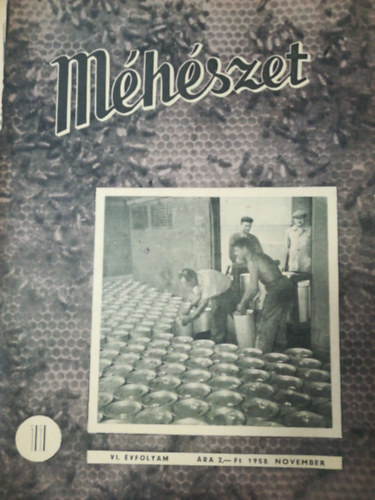 Méhészet
11
VI. ÉVFOLYAM ÁRA 2,— Ft 1958. NOVEMBER